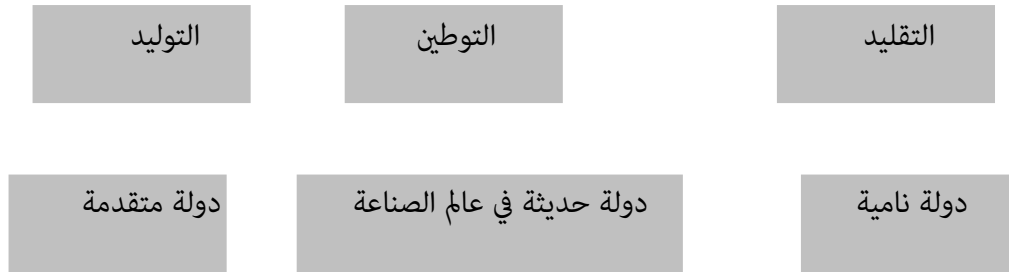 التقليد
التوطين
التوليد
دولة نامية
دولة حديثة في عالم الصناعة
دولة متقدمة